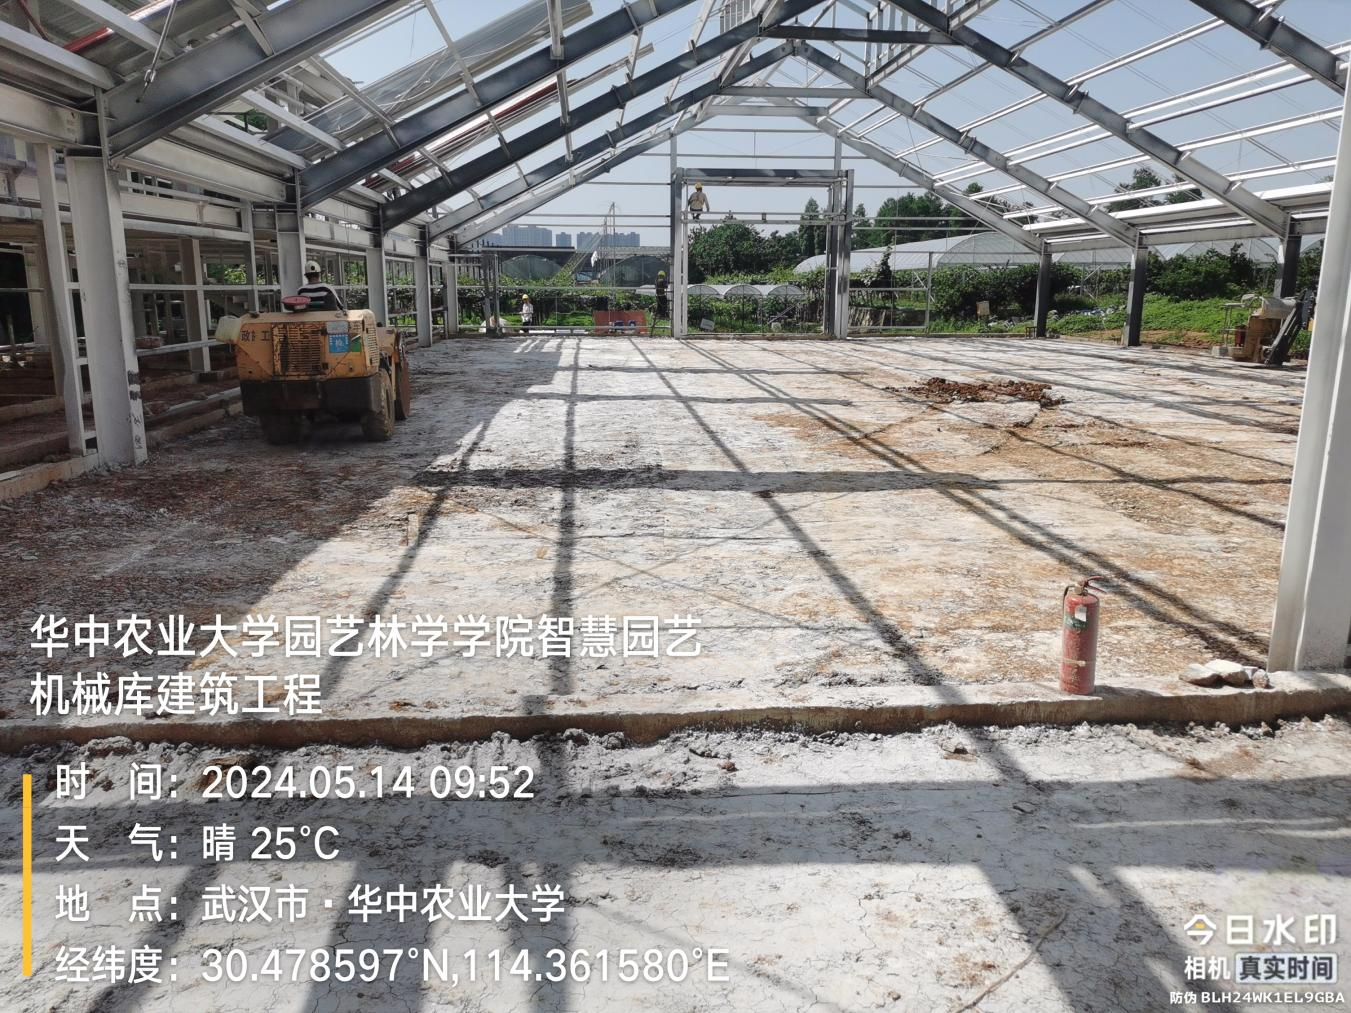 政 工
华中农业大学园艺林学学院智慧园艺
机械库建筑工程
时 间：2024.05.14 09:52
天 气：晴 25°C
地 点：武汉市·华中农业大学
经纬度：30.478597°N,114.361580°E
今日水印
相机 真实时间
防伪 BLH24WK1EL9GBA